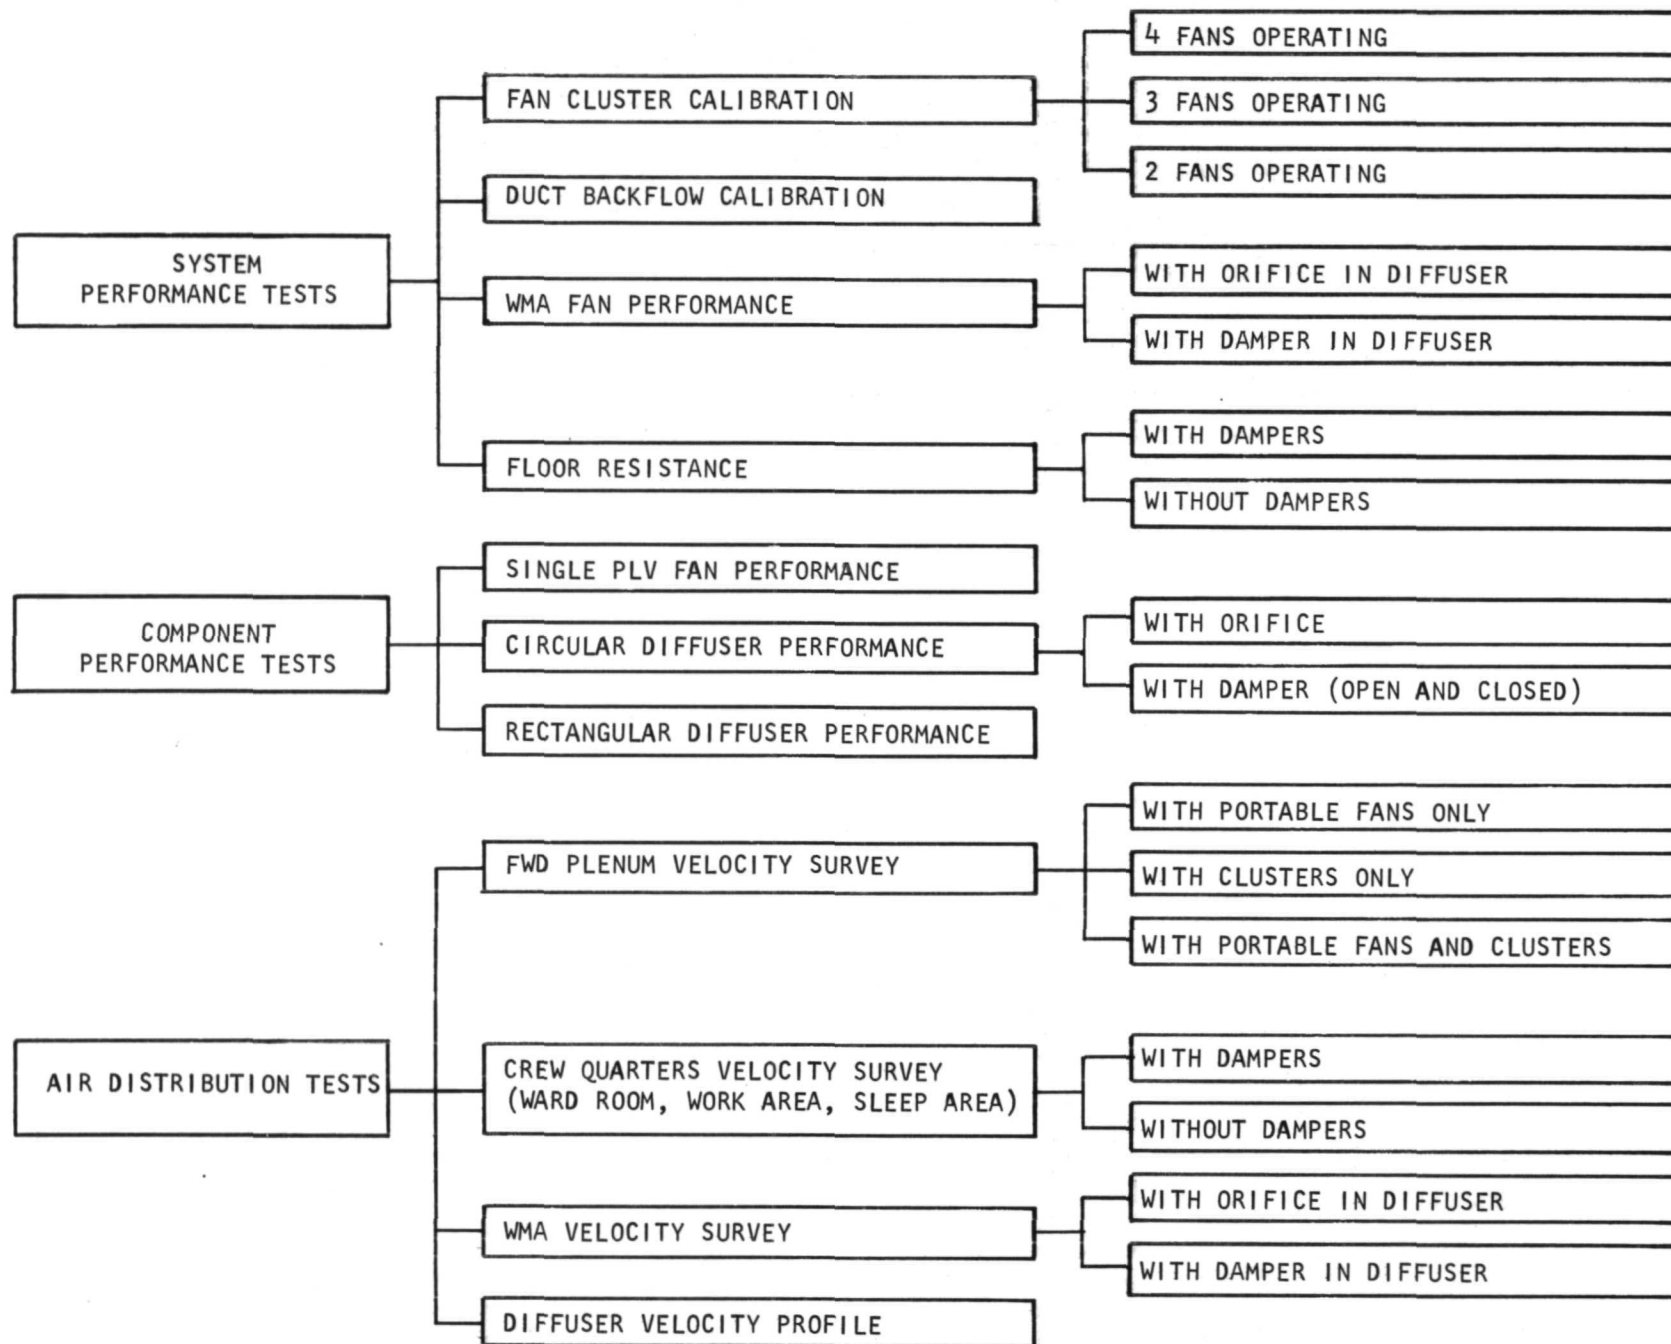 SYSTEM
PERFORMANCE TESTS
FAN CLUSTER CALIBRATION
4 FANS OPERATING
3 FANS OPERATING
2 FANS OPERATING
DUCT BACKFLOW CALIBRATION
WMA FAN PERFORMANCE
WITH ORIFICE IN DIFFUSER
WITH DAMPER IN DIFFUSER
FLOOR RESISTANCE
WITH DAMPERS
WITHOUT DAMPERS
COMPONENT
PERFORMANCE TESTS
SINGLE PLV FAN PERFORMANCE
CIRCULAR DIFFUSER PERFORMANCE
WITH ORIFICE
WITH DAMPER (OPEN AND CLOSED)
RECTANGULAR DIFFUSER PERFORMANCE
AIR DISTRIBUTION TESTS
FWD PLENUM VELOCITY SURVEY
WITH PORTABLE FANS ONLY
WITH CLUSTERS ONLY
WITH PORTABLE FANS AND CLUSTERS
CREW QUARTERS VELOCITY SURVEY
(WARD ROOM, WORK AREA, SLEEP AREA)
WITH DAMPERS
WITHOUT DAMPERS
WMA VELOCITY SURVEY
WITH ORIFICE IN DIFFUSER
WITH DAMPER IN DIFFUSER
DIFFUSER VELOCITY PROFILE